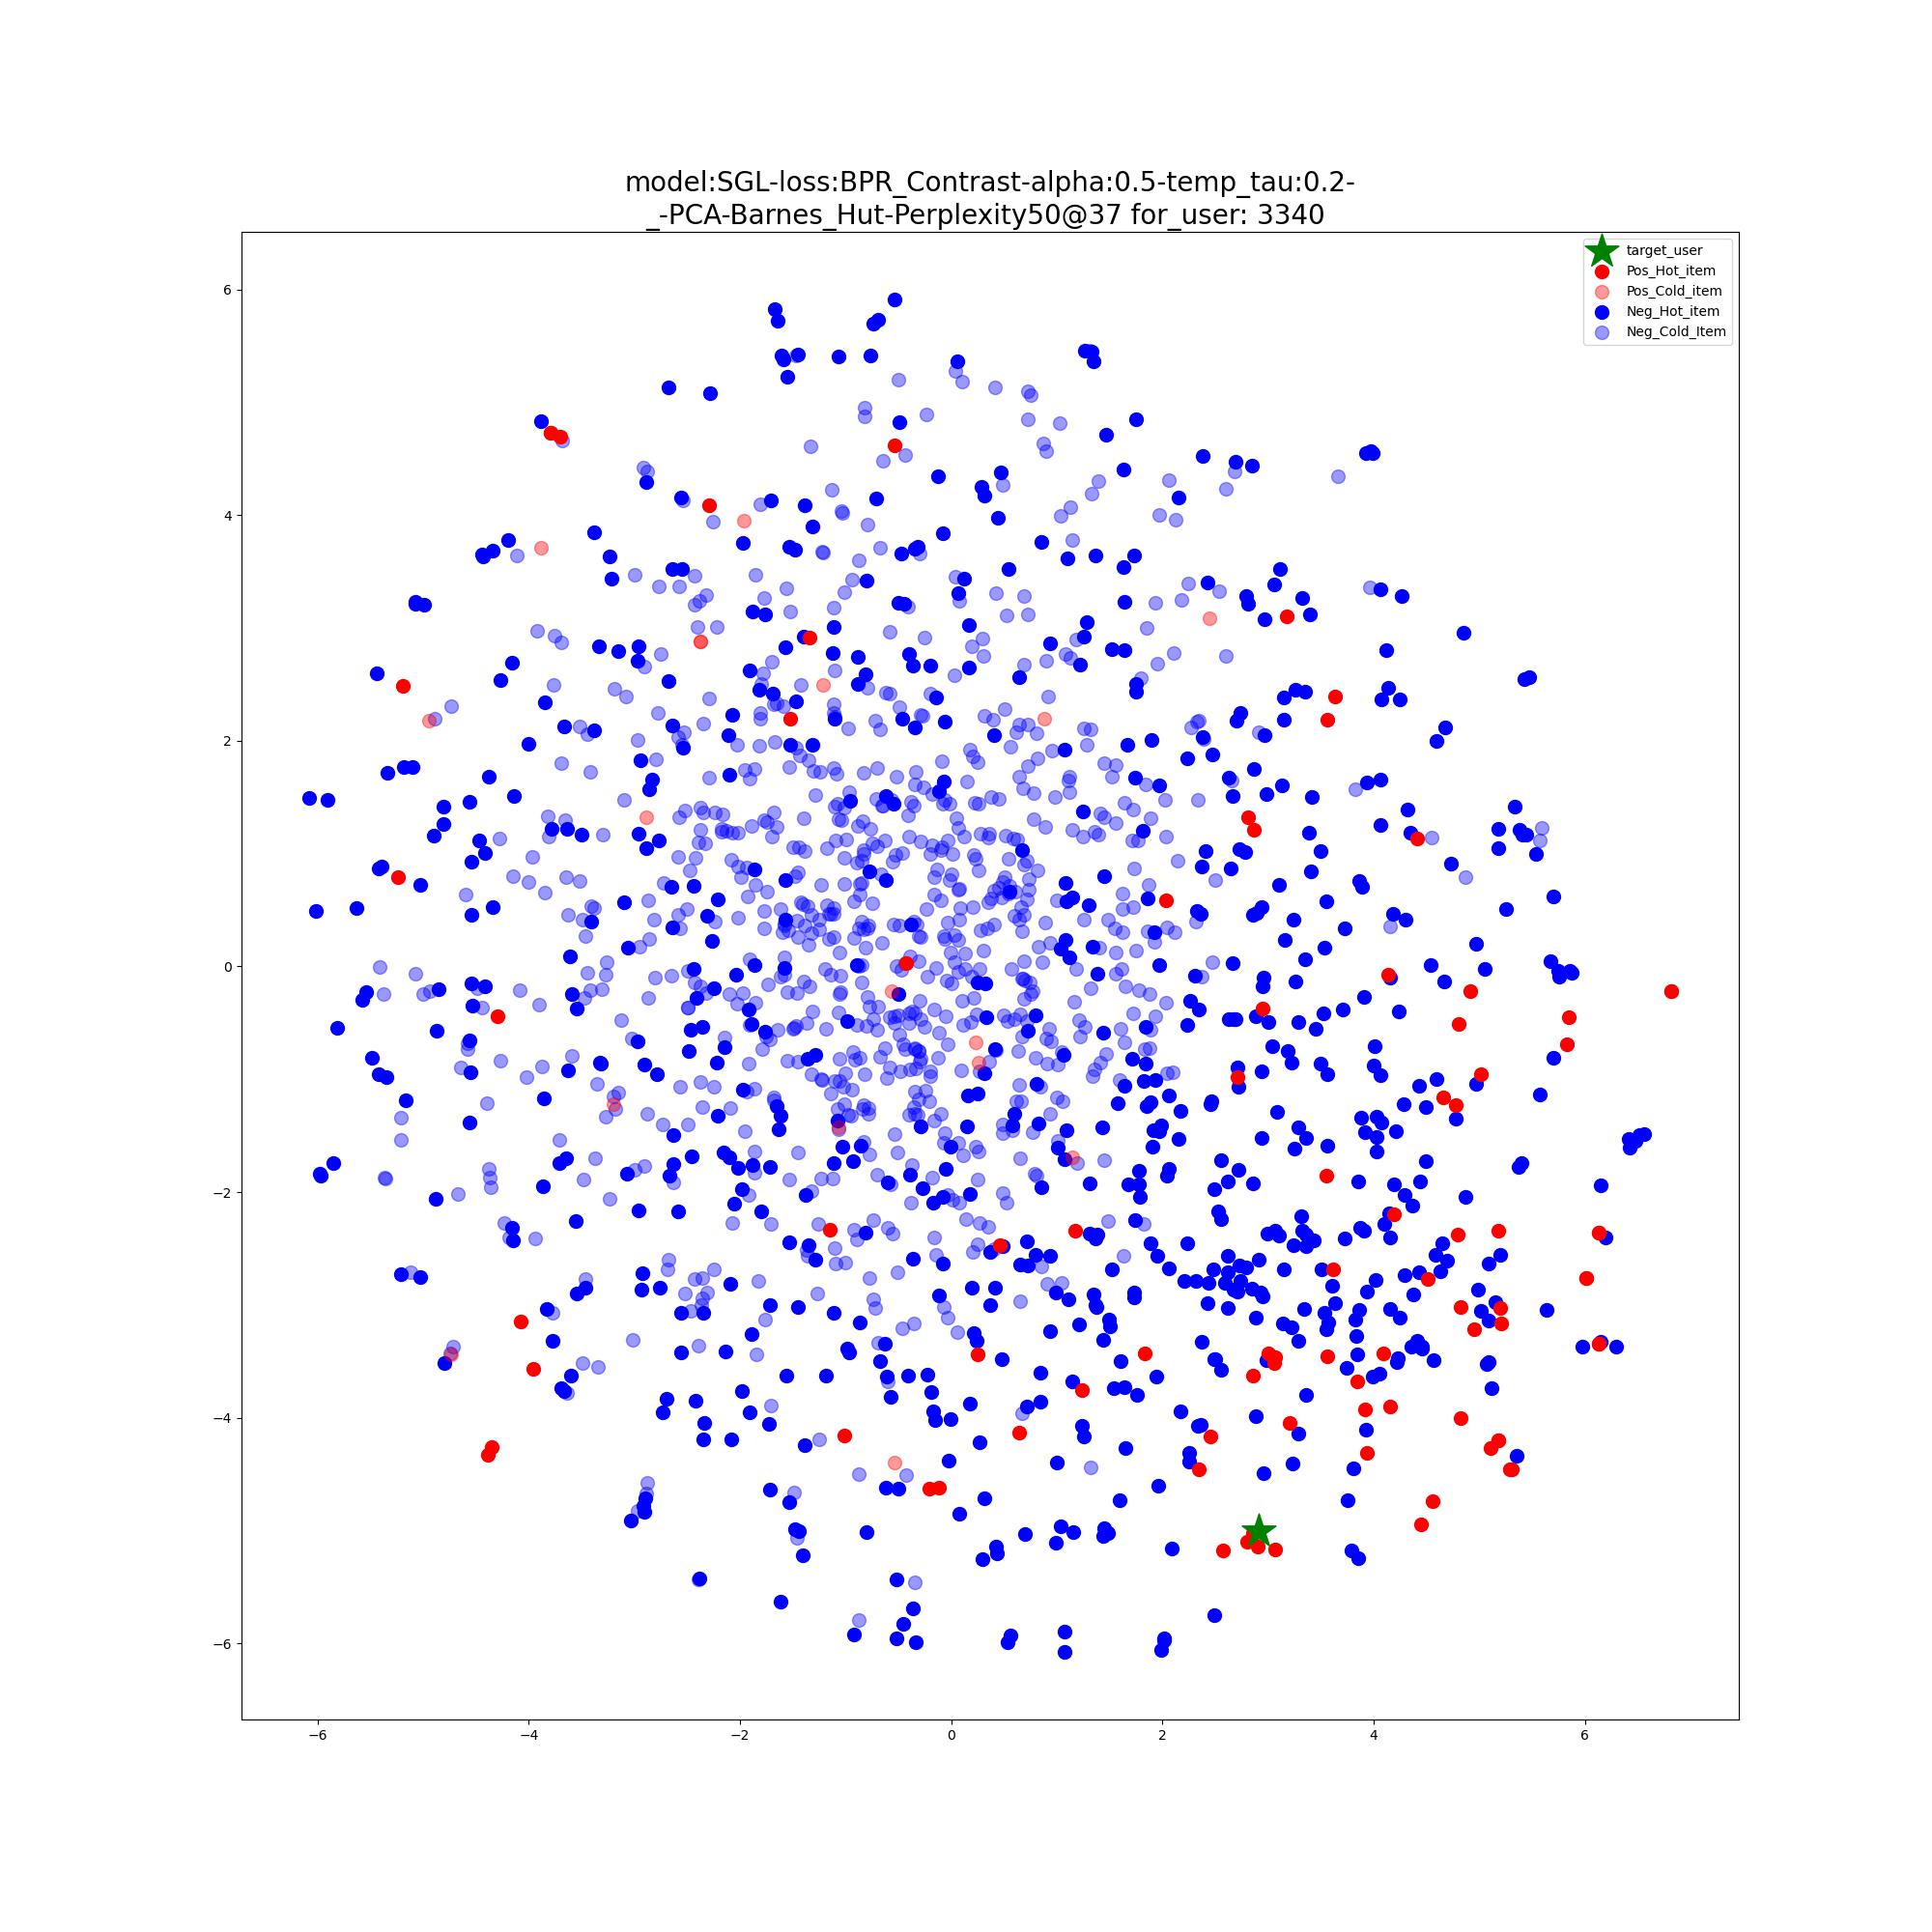 model:SGL-loss:BPR_Contrast-alpha:0.5-temp_tau:0.2-
_-PCA-Barnes_Hut-Perplexity50@37 for_user: 3340
target_user
Pos_Hot_item
Pos_Cold_item
Neg_Hot_item
Neg_Cold_Item
6
4
2
0
−2
−4
−6
−6 −4 −2 0 2 4 6